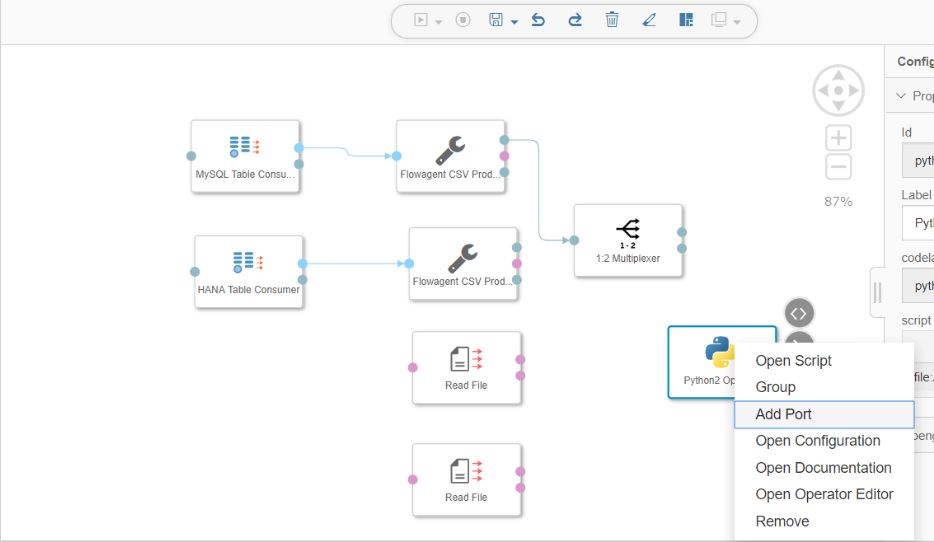 Config
Prop
Id
pyth
Label
Pyt
codela
pyth
script
file:/
87%
MySQL Table Consu...
Flowagent CSV Prod...
1-2
1:2 Multiplexer
HANA Table Consumer
Flowagent CSV Prod...
Read File
Python2 Op
Open Script
Group
Add Port
Open Configuration
Open Documentation
Open Operator Editor
Remove
Read File